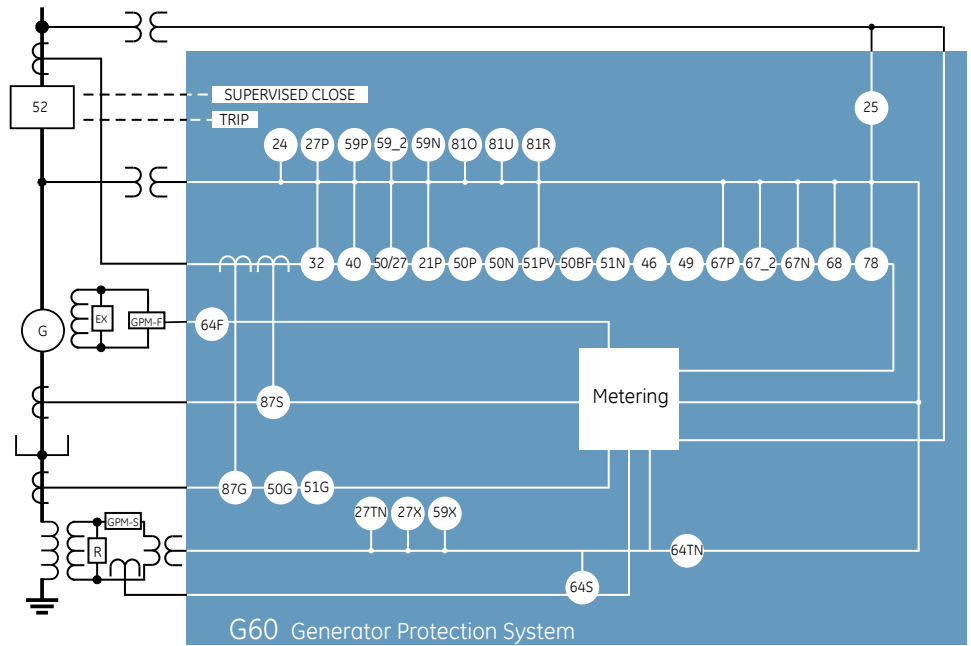 52
SUPERVISED CLOSE
TRIP
25
24 27P 59P 59_2 59N 81O 81U 81R
32 40 50/27 21P 50P 50N 51PV 50BF 51N 46 49 67P 67_2 67N 68 78
G
EX
GPM-F
64F
Metering
87S
87G 50G 51G
27TN 27X 59X
GPM-S
R
64TN
64S
G60 Generator Protection System